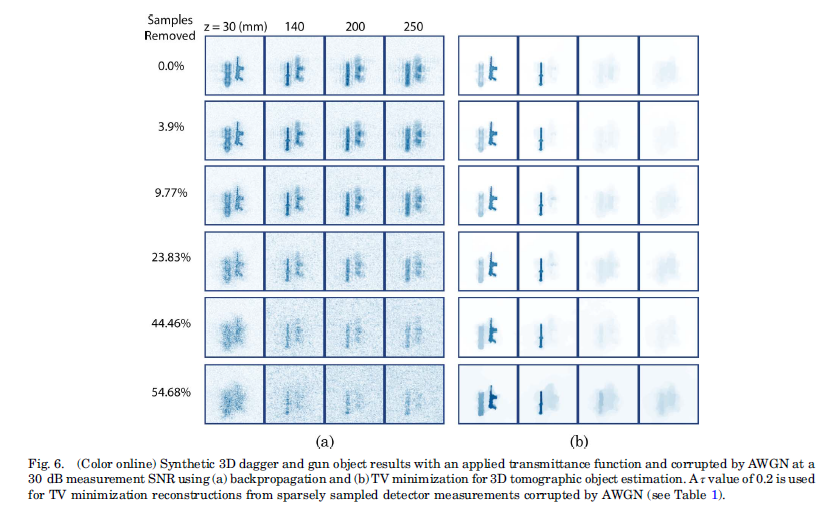 Samples
Removed z = 30 (mm) 140 200 250
0.0%
3.9%
9.77%
23.83%
44.46%
54.68%
(a) (b)
Fig. 6. (Color online) Synthetic 3D dagger and gun object results with an applied transmittance function and corrupted by AWGN at a
30 dB measurement SNR using (a) backpropagation and (b) TV minimization for 3D tomographic object estimation. A τ value of 0.2 is used
for TV minimization reconstructions from sparsely sampled detector measurements corrupted by AWGN (see Table 1).